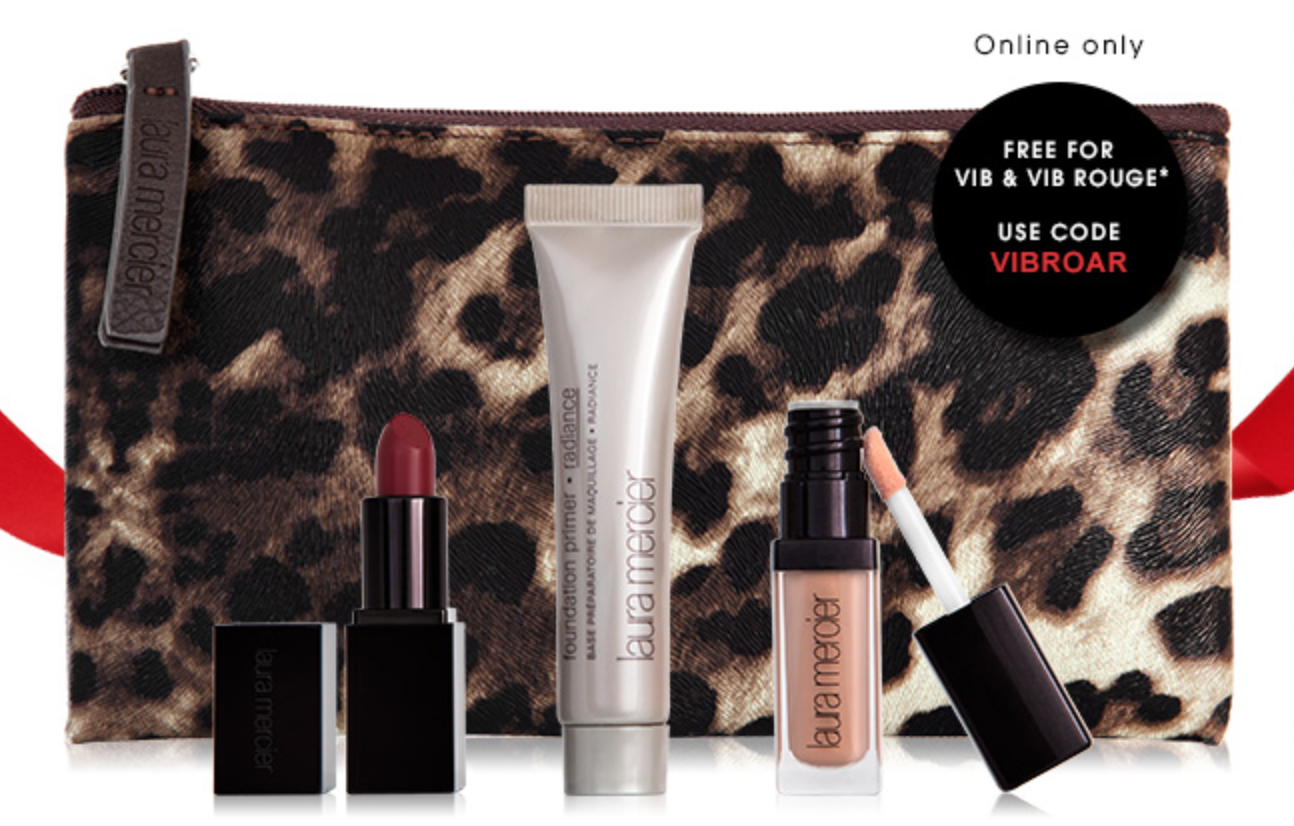 Online only
FREE FOR
VIB & VIB ROUGE*
USE CODE
VIBROAR
laura mercier
laura mercier
foundation primer • radiance
BASE PRÉPARATOIRE DE MAQUILLAGE • RADIANCE
laura mercier
laura mercier